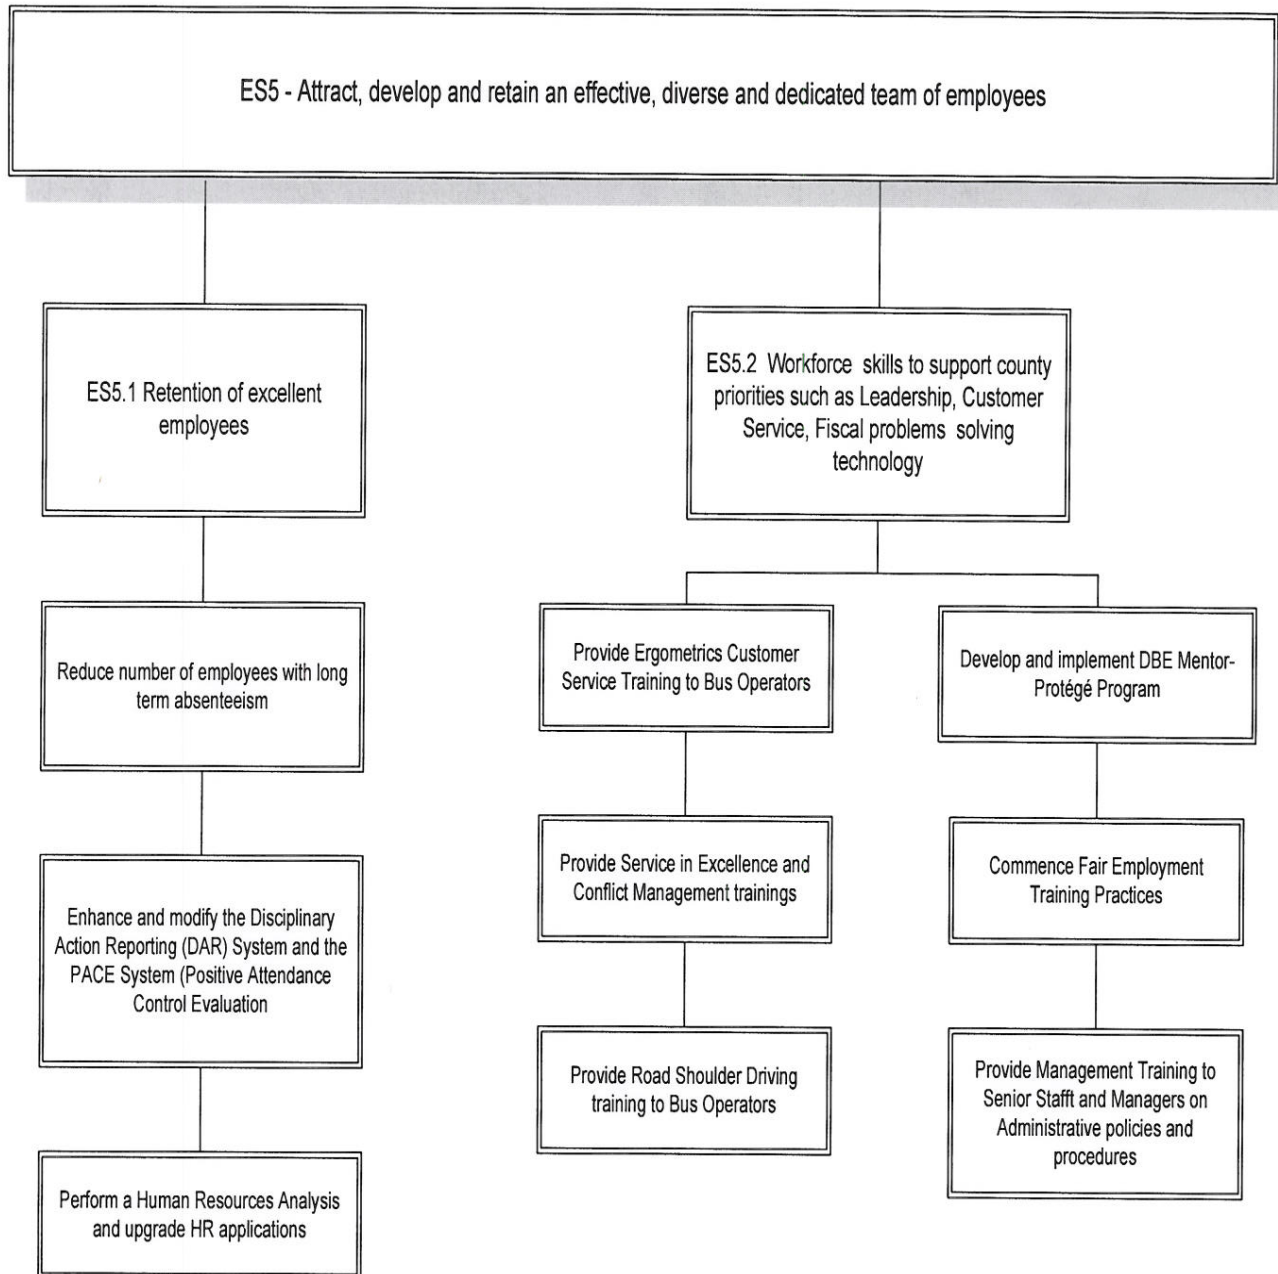 ES5 - Attract, develop and retain an effective, diverse and dedicated team of employees
ES5.1 Retention of excellent
employees
Reduce number of employees with long
term absenteeism
Enhance and modify the Disciplinary
Action Reporting (DAR) System and the
PACE System (Positive Attendance
Control Evaluation
Perform a Human Resources Analysis
and upgrade HR applications
ES5.2 Workforce skills to support county
priorities such as Leadership, Customer
Service, Fiscal problems solving
technology
Provide Ergometrics Customer
Service Training to Bus Operators
Provide Service in Excellence and
Conflict Management trainings
Provide Road Shoulder Driving
training to Bus Operators
Develop and implement DBE Mentor-
Protégé Program
Commence Fair Employment
Training Practices
Provide Management Training to
Senior Stafft and Managers on
Administrative policies and
procedures